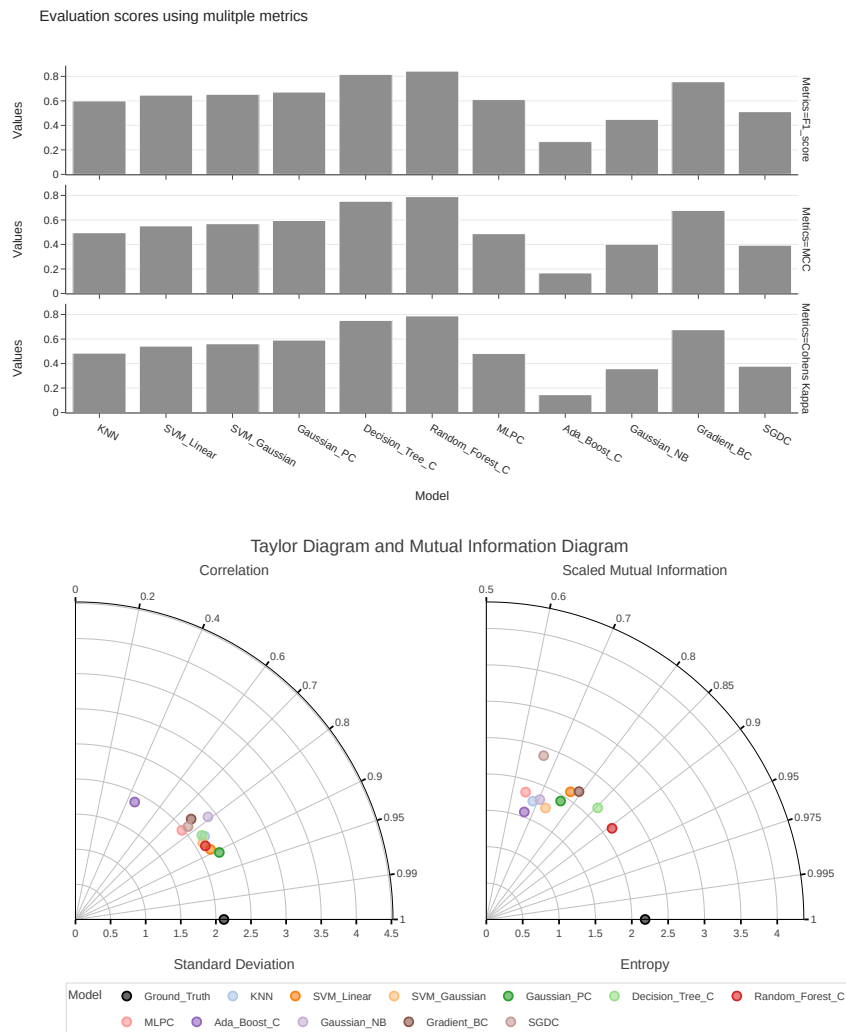 Evaluation scores using mulitple metrics
Values
0.8
0.6
0.4
0.2
0
Metrics=F1_score
Values
0.8
0.6
0.4
0.2
0
Metrics=MCC
Values
0.8
0.6
0.4
0.2
0
Metrics=Cohens Kappa
KNN SVM_Linear SVM_Gaussian Gaussian_PC Decision_Tree_C Random_Forest_C MLPC Ada_Boost_C Gaussian_NB Gradient_BC SGDC
Model
Taylor Diagram and Mutual Information Diagram
Correlation
0 0.2 0.4 0.6 0.7 0.8 0.9 0.95 0.99 1
0 0.5 1 1.5 2 2.5 3 3.5 4 4.5
Standard Deviation
Scaled Mutual Information
0.5 0.6 0.7 0.8 0.85 0.9 0.95 0.975 0.995 1
0 0.5 1 1.5 2 2.5 3 3.5 4
Entropy
Model Ground_Truth KNN SVM_Linear SVM_Gaussian Gaussian_PC Decision_Tree_C Random_Forest_C
MLPC Ada_Boost_C Gaussian_NB Gradient_BC SGDC